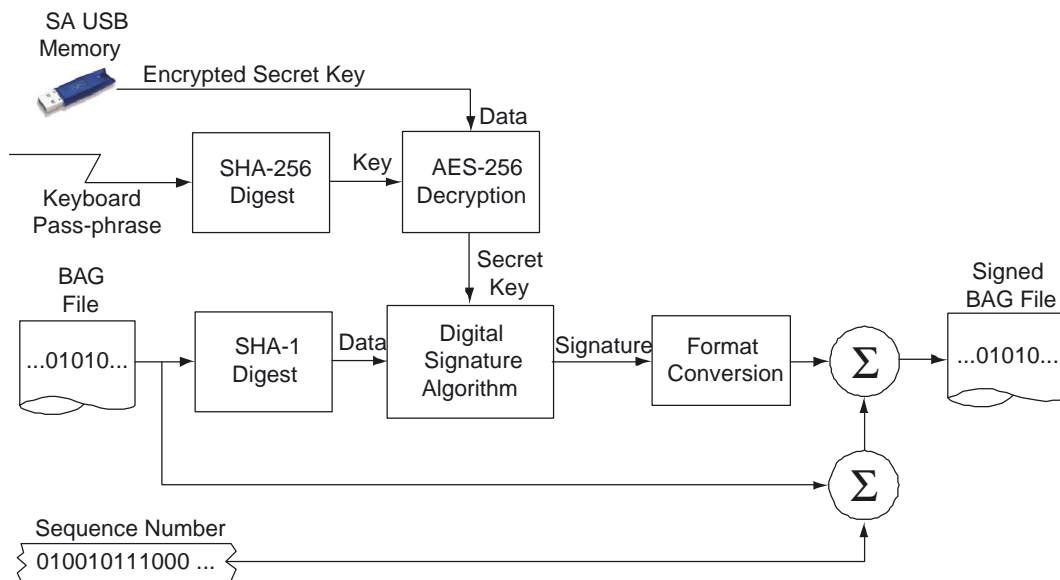 SA USB
Memory
Encrypted Secret Key
Data
SHA-256
Digest
Key
AES-256
Decryption
Keyboard
Pass-phrase
Secret
Key
BAG
File
...01010...
SHA-1
Digest
Data
Digital
Signature
Algorithm
Signature
Format
Conversion
Σ
Signed
BAG File
...01010...
Σ
Sequence Number
010010111000 ...